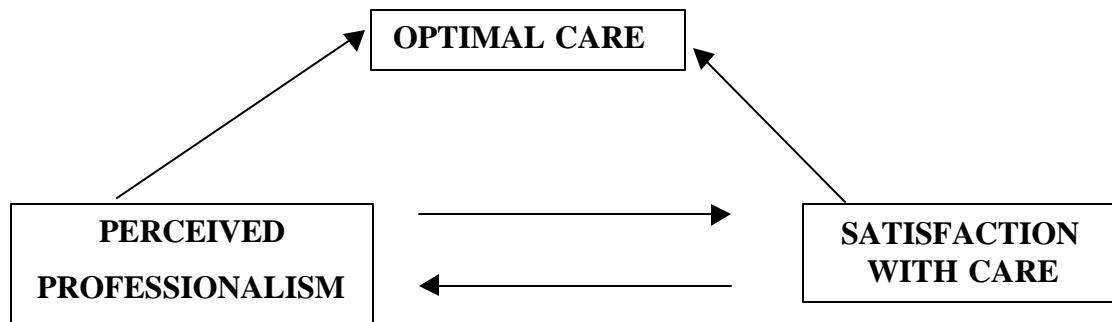 OPTIMAL CARE
PERCEIVED
PROFESSIONALISM
SATISFACTION
WITH CARE